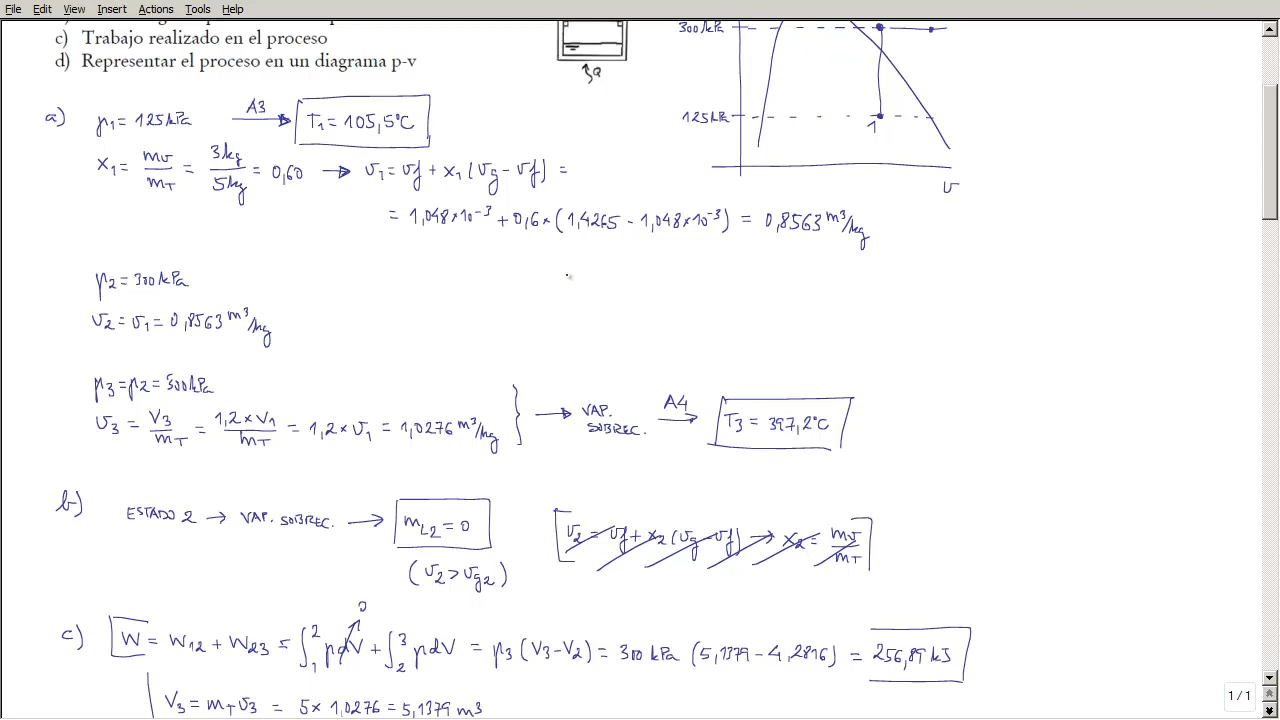 File Edit View Insert Actions Tools Help
c) Trabajo realizado en el proceso
d) Representar el proceso en un diagrama p-v
300 kPa
125 kPa
1
v
a) p1 = 125 kPa A3 → T1 = 105,5°C
x1 = mv/mT = 3kg/5kg = 0,60 → v1 = vf + x1 (vg - vf) =
= 1,048×10^-3 + 0,6×(1,4265 - 1,048×10^-3) = 0,8563 m³/kg
p2 = 300 kPa
v2 = v1 = 0,8563 m³/kg
p3 = p2 = 300 kPa
v3 = V3/mT = 1,2×V1/mT = 1,2×v1 = 1,0276 m³/kg } → VAP. SOBREC. A4 → T3 = 397,2°C
b) ESTADO 2 → VAP. SOBREC. → mL2 = 0 [v2 = vf + x2 (vg - vf) → x2 = mv/mT]
(v2 > vg2)
0
c) W = W12 + W23 = ∫1 2 pdV + ∫2 3 pdV = p3 (V3 - V2) = 300 kPa (5,1379 - 4,2816) = 256,89 kJ
V3 = mT v3 = 5 × 1,0276 = 5,1379 m3
1 / 1